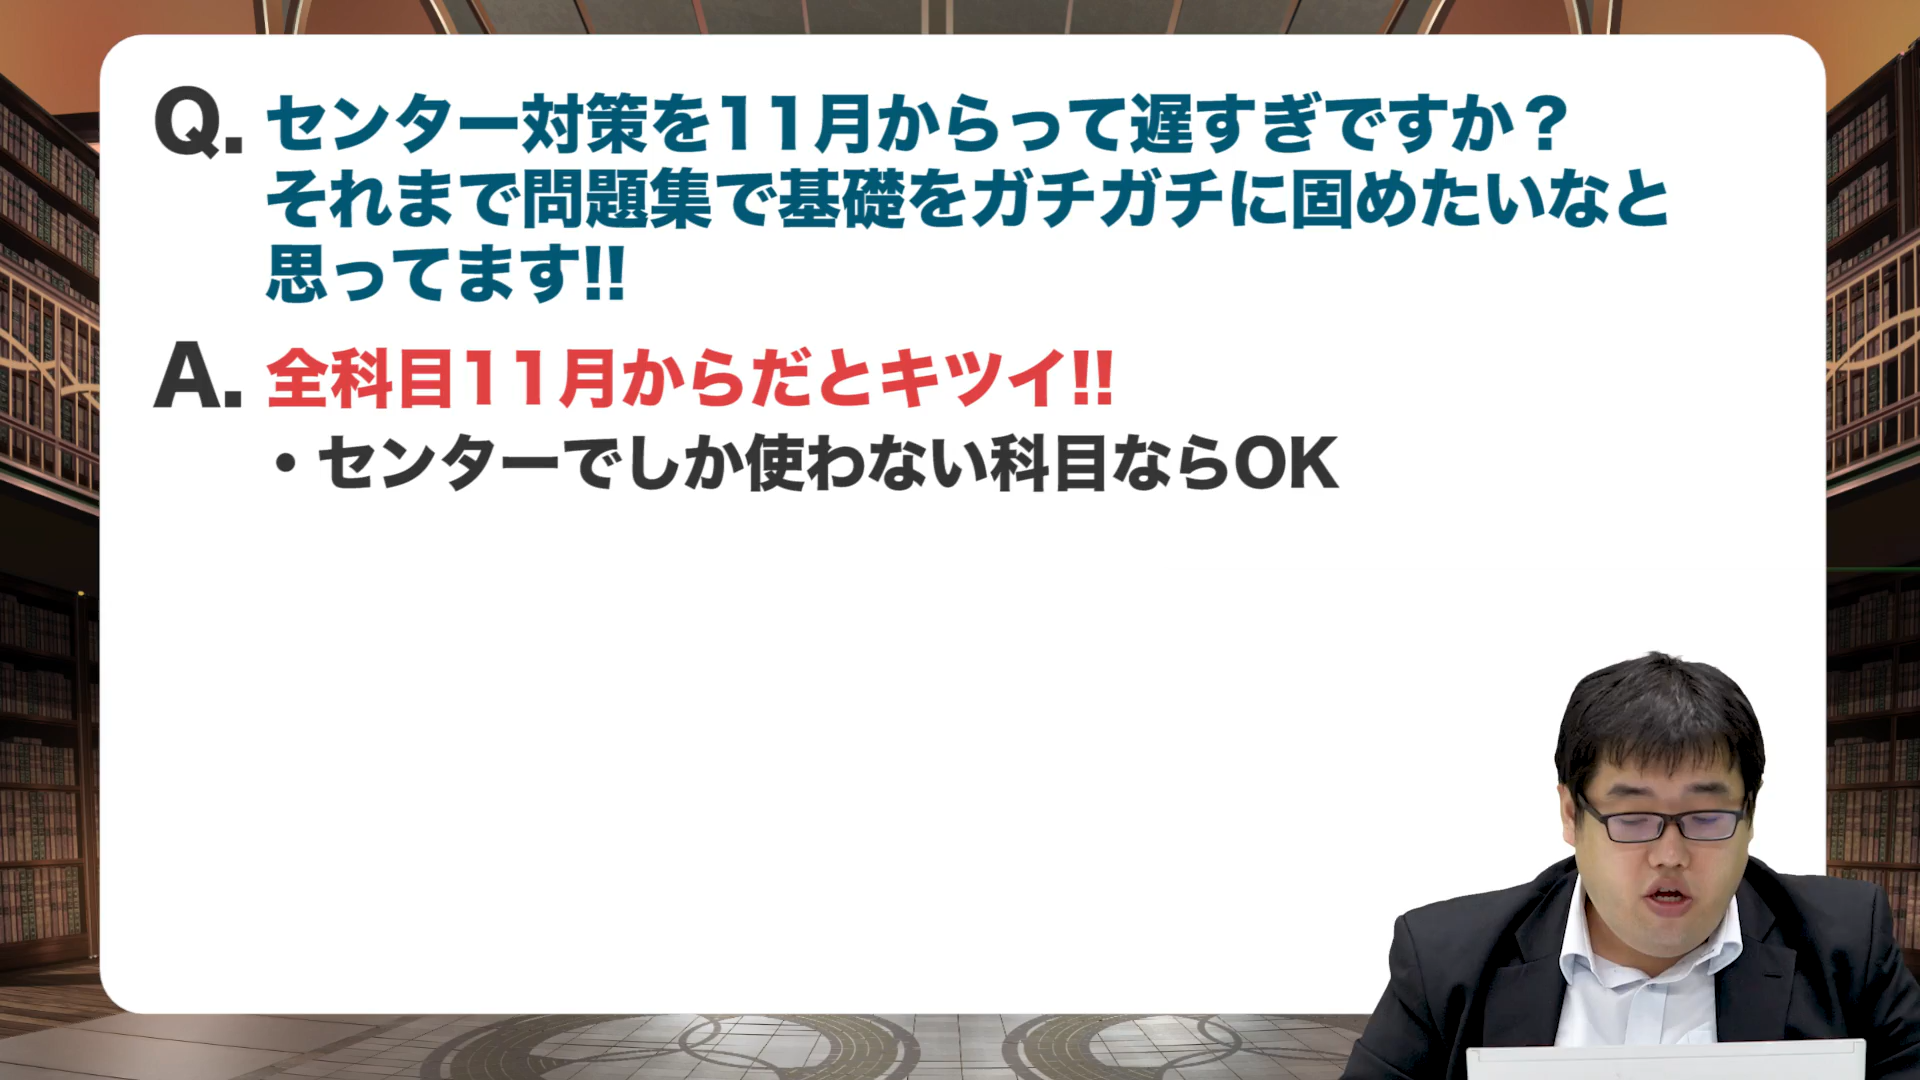 Q. センター対策を11月からって遅すぎですか？
それまで問題集で基礎をガチガチに固めたいなと
思ってます!!
A. 全科目11月からだとキツイ!!
・センターでしか使わない科目ならOK